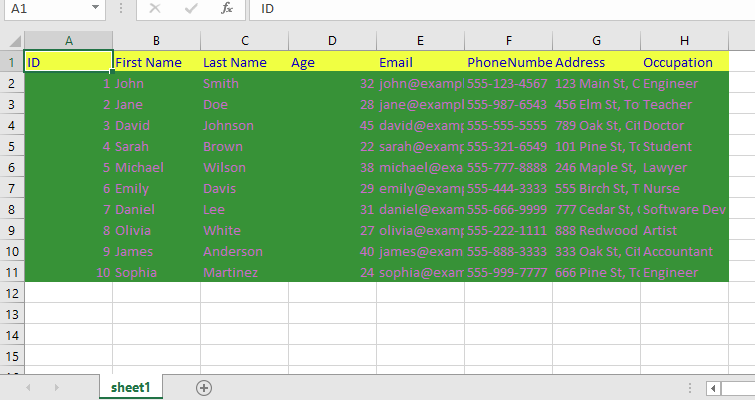 A1 fx ID
A B C D E F G H
1 ID First Name Last Name Age Email PhoneNumbe Address Occupation
2 1 John Smith 32 john@exampl 555-123-4567 123 Main St, C Engineer
3 2 Jane Doe 28 jane@exampl 555-987-6543 456 Elm St, To Teacher
4 3 David Johnson 45 david@examp 555-555-5555 789 Oak St, Cit Doctor
5 4 Sarah Brown 22 sarah@examp 555-321-6549 101 Pine St, To Student
6 5 Michael Wilson 38 michael@exa 555-777-8888 246 Maple St, Lawyer
7 6 Emily Davis 29 emily@examp 555-444-3333 555 Birch St, T Nurse
8 7 Daniel Lee 31 daniel@exam 555-666-9999 777 Cedar St, Software Dev
9 8 Olivia White 27 olivia@examp 555-222-1111 888 Redwood Artist
10 9 James Anderson 40 james@exam 555-888-3333 333 Oak St, Cit Accountant
11 10 Sophia Martinez 24 sophia@exam 555-999-7777 666 Pine St, To Engineer
12
13
14
15
sheet1